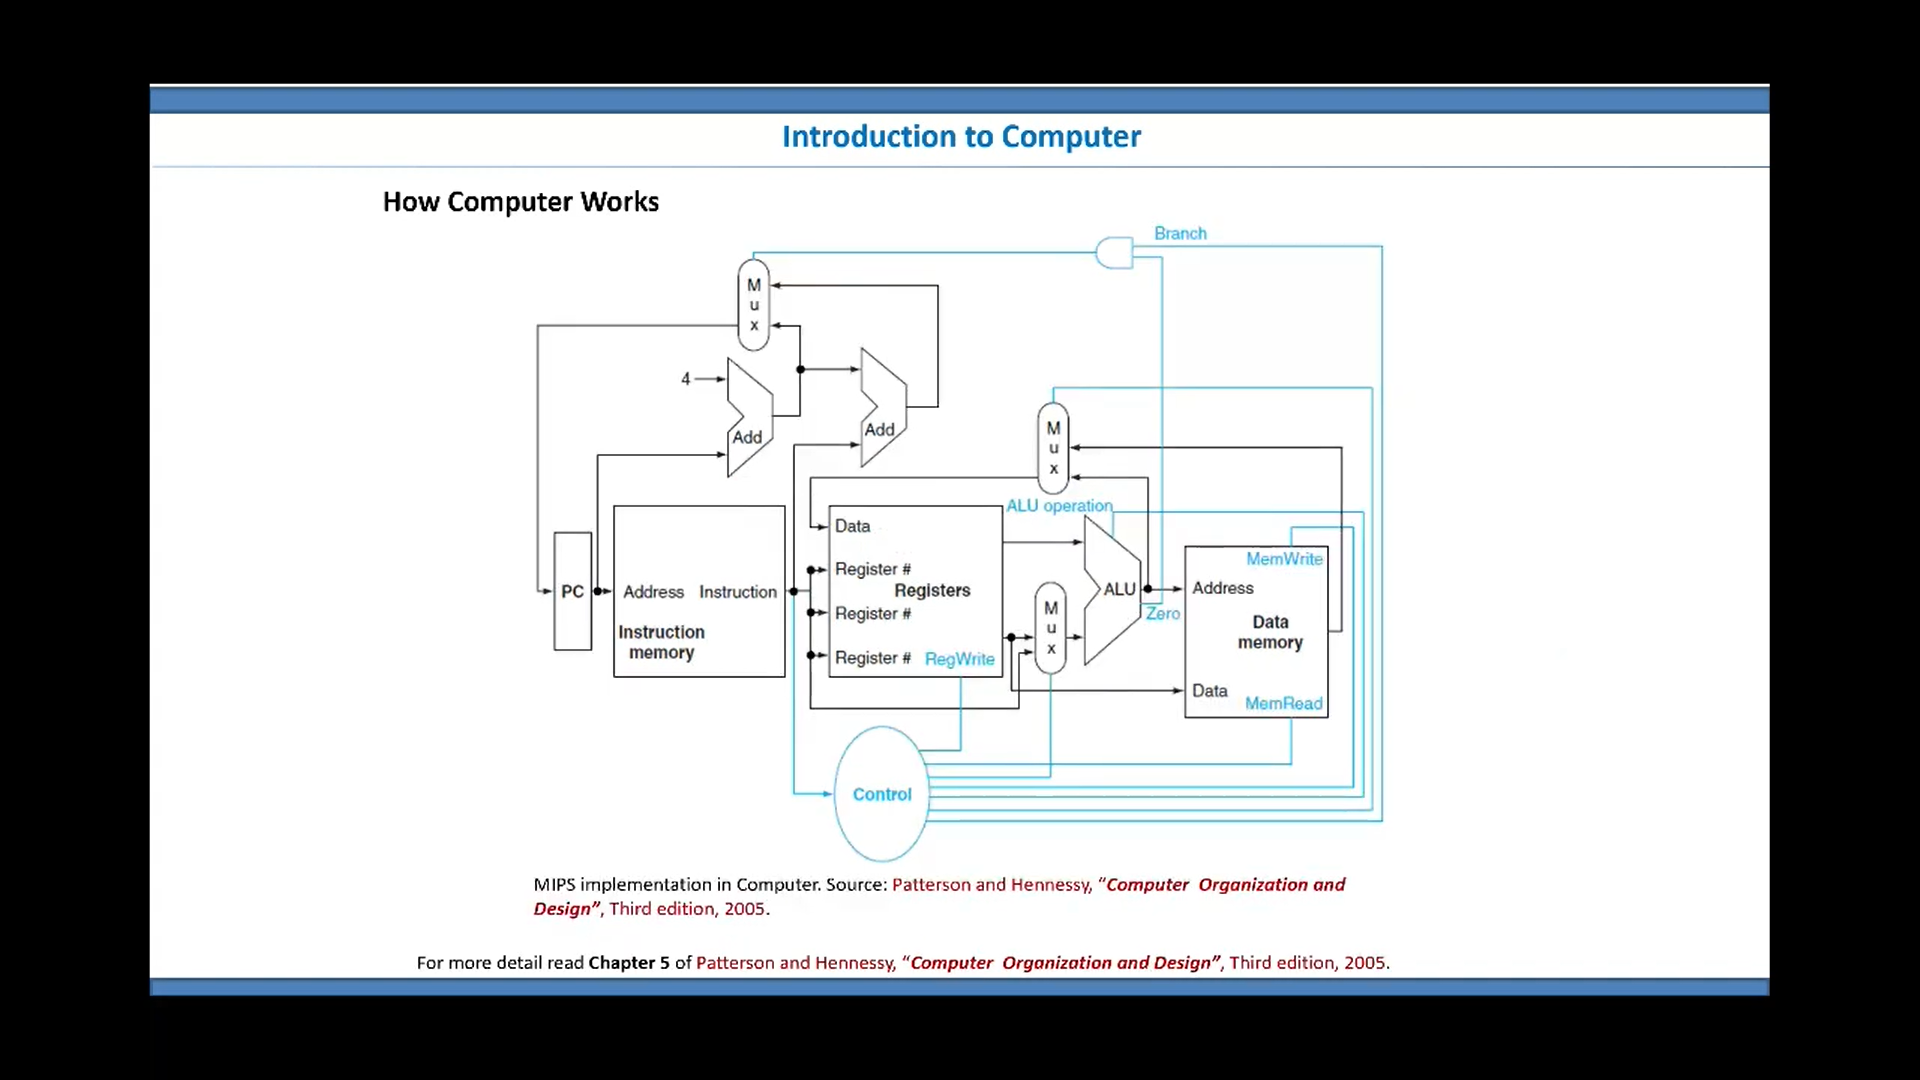 Introduction to Computer
How Computer Works
Branch
Mux
4
Add
Add
Mux
ALU operation
Data
Register #
Registers
Register #
Register #
RegWrite
PC
Address
Instruction
Instruction
memory
Mux
ALU
Zero
MemWrite
Address
Data
memory
Data
MemRead
Control
MIPS implementation in Computer. Source: Patterson and Hennessy, “Computer Organization and
Design”, Third edition, 2005.
For more detail read Chapter 5 of Patterson and Hennessy, “Computer Organization and Design”, Third edition, 2005.